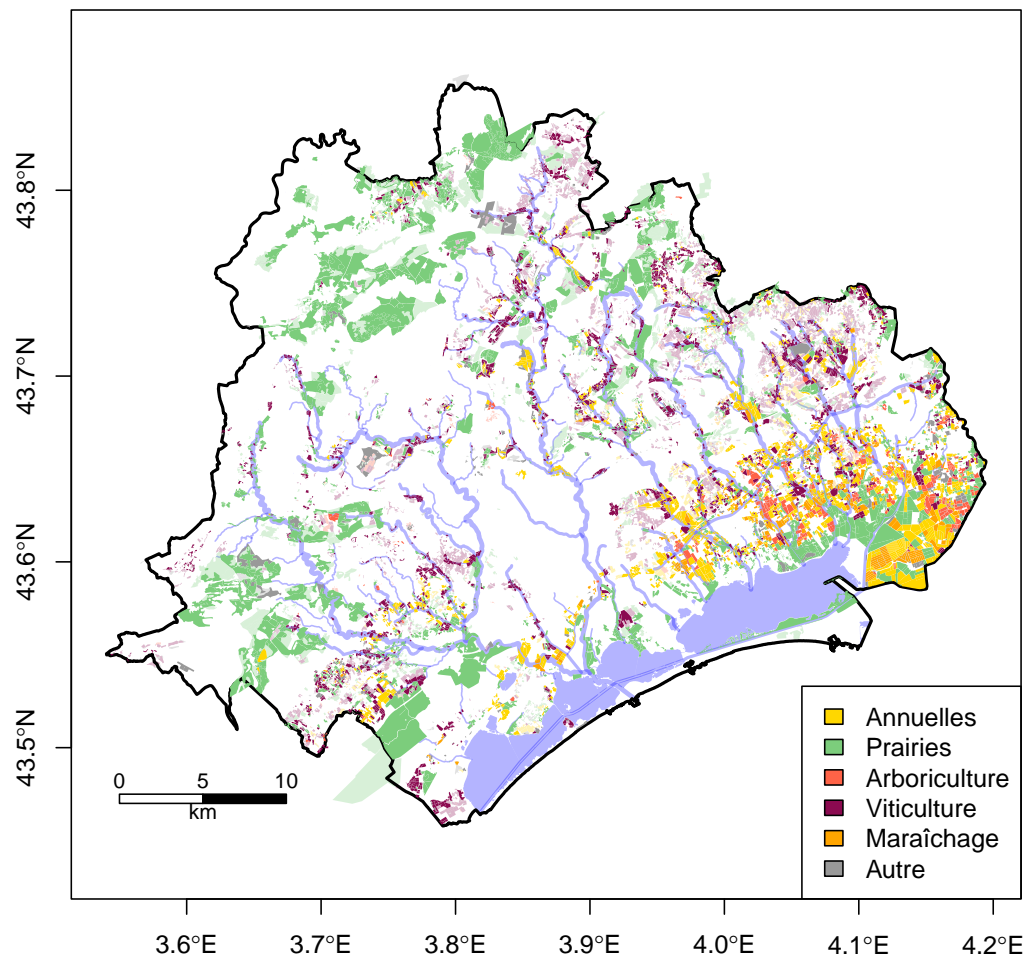 43.8°N
43.7°N
43.6°N
43.5°N
0 5 10
km
Annuelles
Prairies
Arboriculture
Viticulture
Maraîchage
Autre
3.6°E 3.7°E 3.8°E 3.9°E 4.0°E 4.1°E 4.2°E